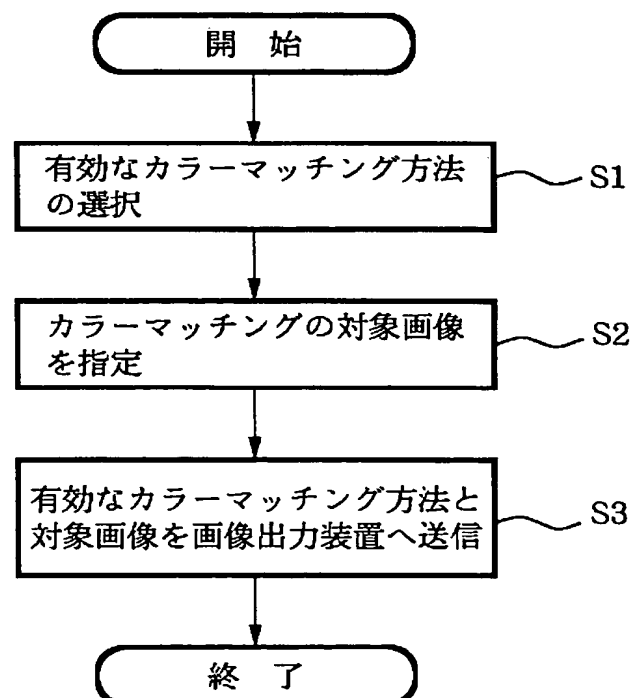 開 始
有効なカラーマッチング方法
の選択
S1
カラーマッチングの対象画像
を指定
S2
有効なカラーマッチング方法と
対象画像を画像出力装置へ送信
S3
終 了